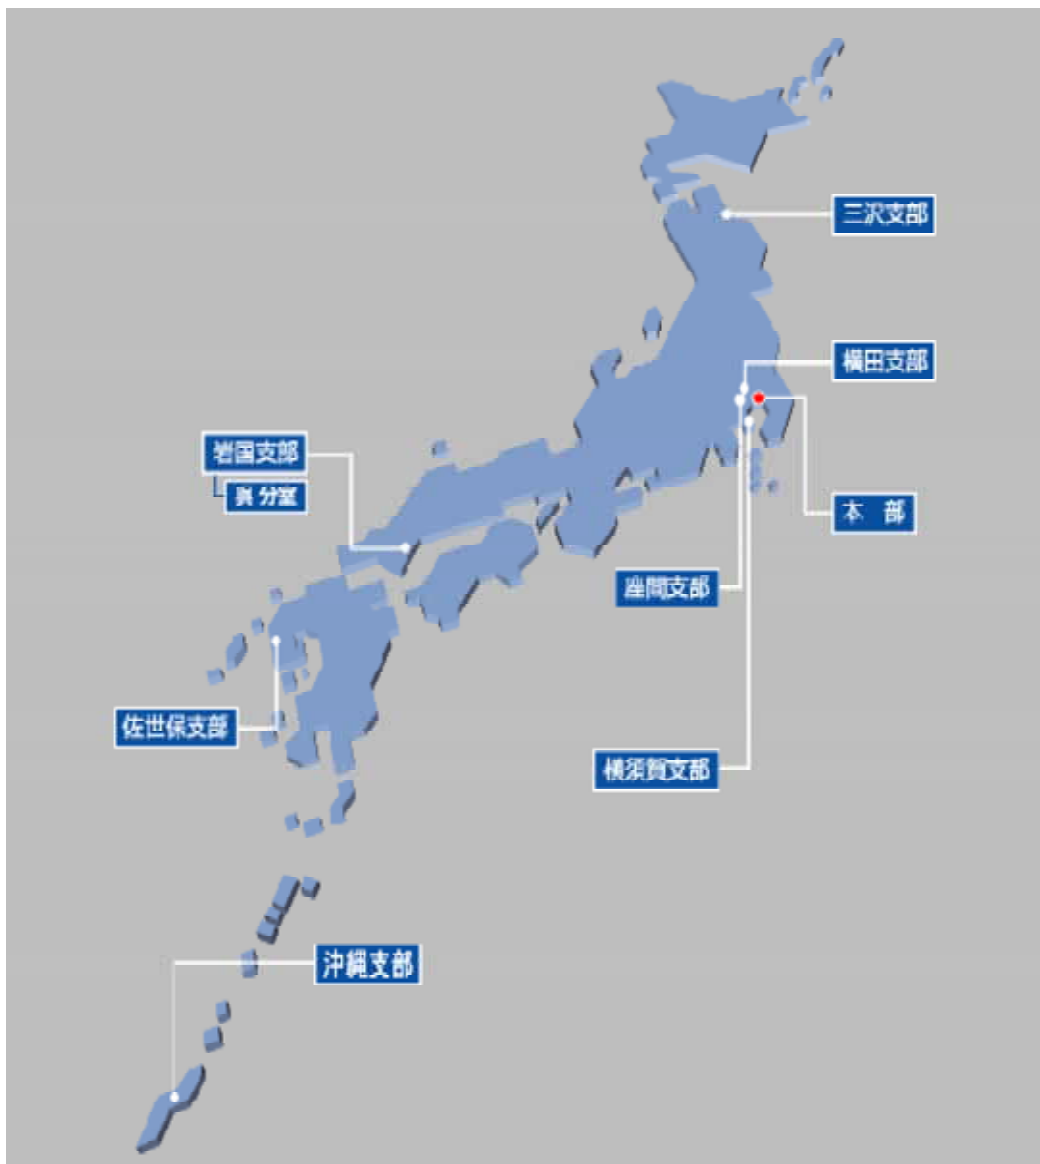 三沢支部
横田支部
岩国支部
呉 分室
本 部
座間支部
佐世保支部
横須賀支部
沖縄支部